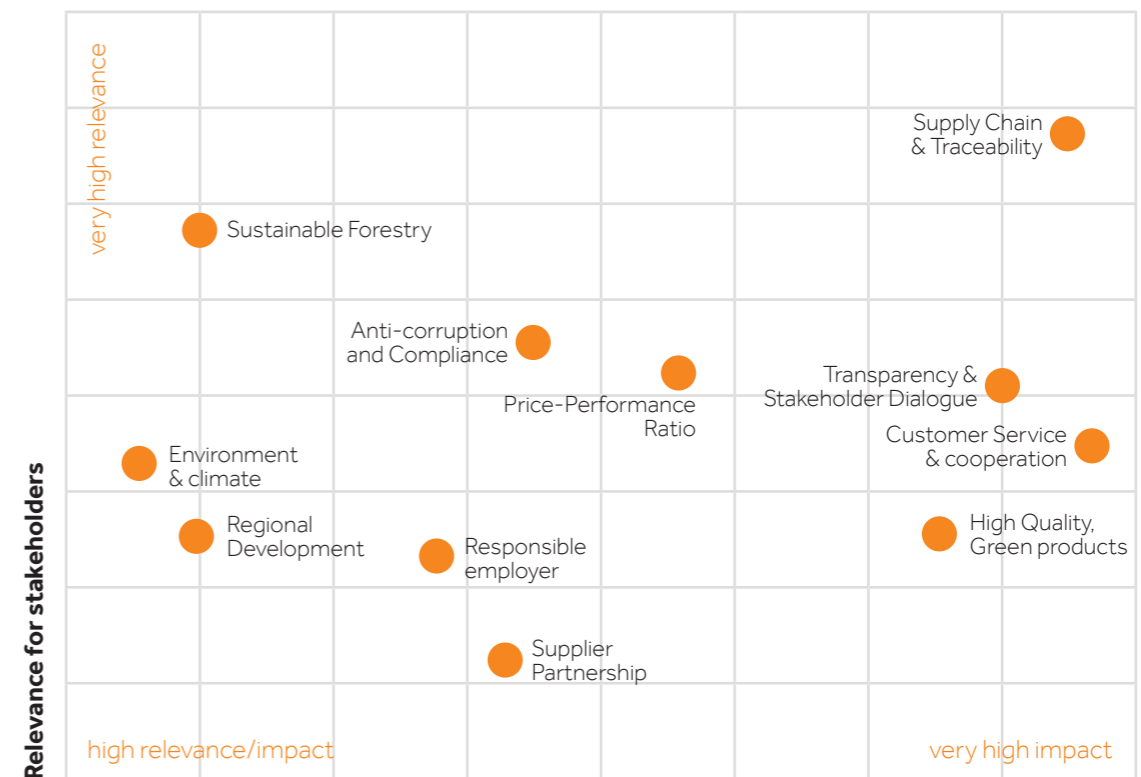 very high relevance
Supply Chain
& Traceability
Sustainable Forestry
Anti-corruption
and Compliance
Price-Performance
Ratio
Transparency &
Stakeholder Dialogue
Customer Service
& cooperation
Environment
& climate
Regional
Development
Responsible
employer
High Quality,
Green products
Supplier
Partnership
Relevance for stakeholders
high relevance/impact
very high impact